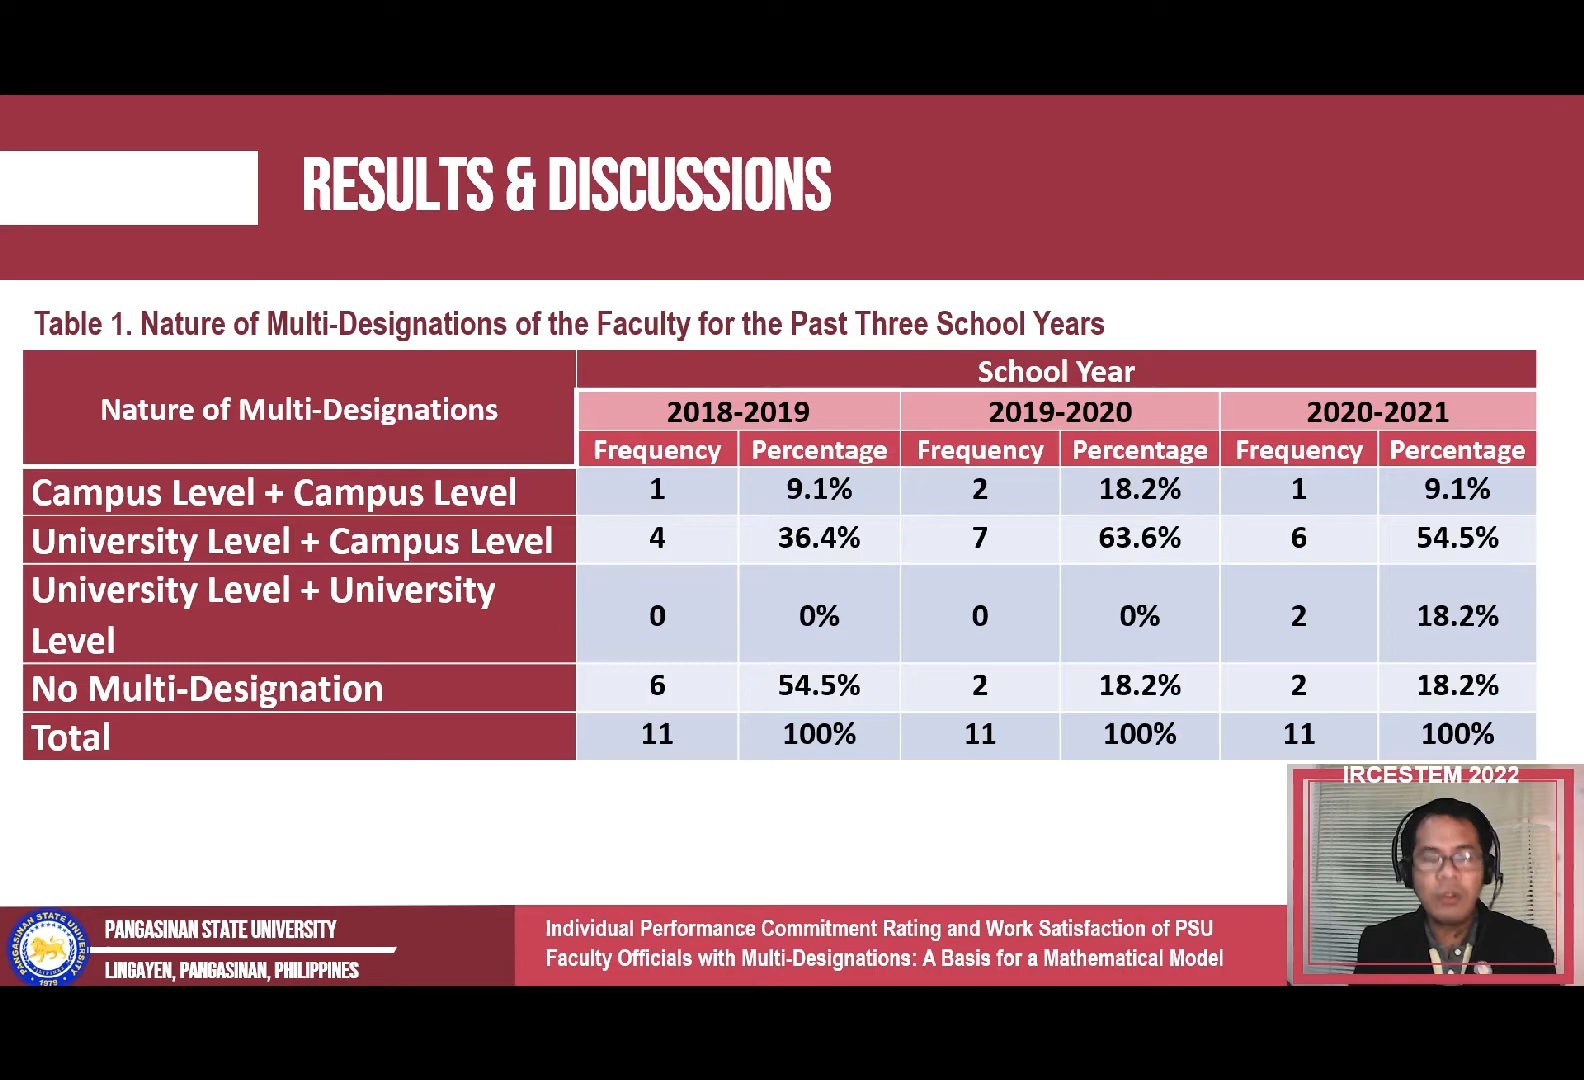 RESULTS & DISCUSSIONS
Table 1. Nature of Multi-Designations of the Faculty for the Past Three School Years
Nature of Multi-Designations
School Year
2018-2019 2019-2020 2020-2021
Frequency Percentage Frequency Percentage Frequency Percentage
Campus Level + Campus Level 1 9.1% 2 18.2% 1 9.1%
University Level + Campus Level 4 36.4% 7 63.6% 6 54.5%
University Level + University
Level 0 0% 0 0% 2 18.2%
No Multi-Designation 6 54.5% 2 18.2% 2 18.2%
Total 11 100% 11 100% 11 100%
IRCESTEM 2022
PANGASINAN STATE UNIVERSITY
LINGAYEN, PANGASINAN, PHILIPPINES
PANGASINAN STATE UNIVERSITY
PHILIPPINES
1979
Individual Performance Commitment Rating and Work Satisfaction of PSU
Faculty Officials with Multi-Designations: A Basis for a Mathematical Model